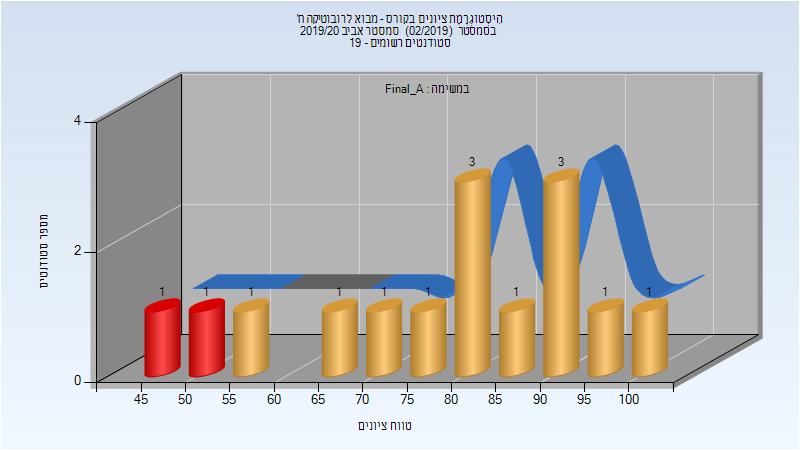 היסטוגרמת ציונים בקורס - מבוא לרובוטיקה ח'
בסמסטר (02/2019) סמסטר אביב 2019/20
סטודנטים רשומים - 19
במשימה : Final_A
מספר סטודנטים
4
2
0
1 1 1 1 1 1 3 1 3 1 1
45 50 55 60 65 70 75 80 85 90 95 100
טווח ציונים